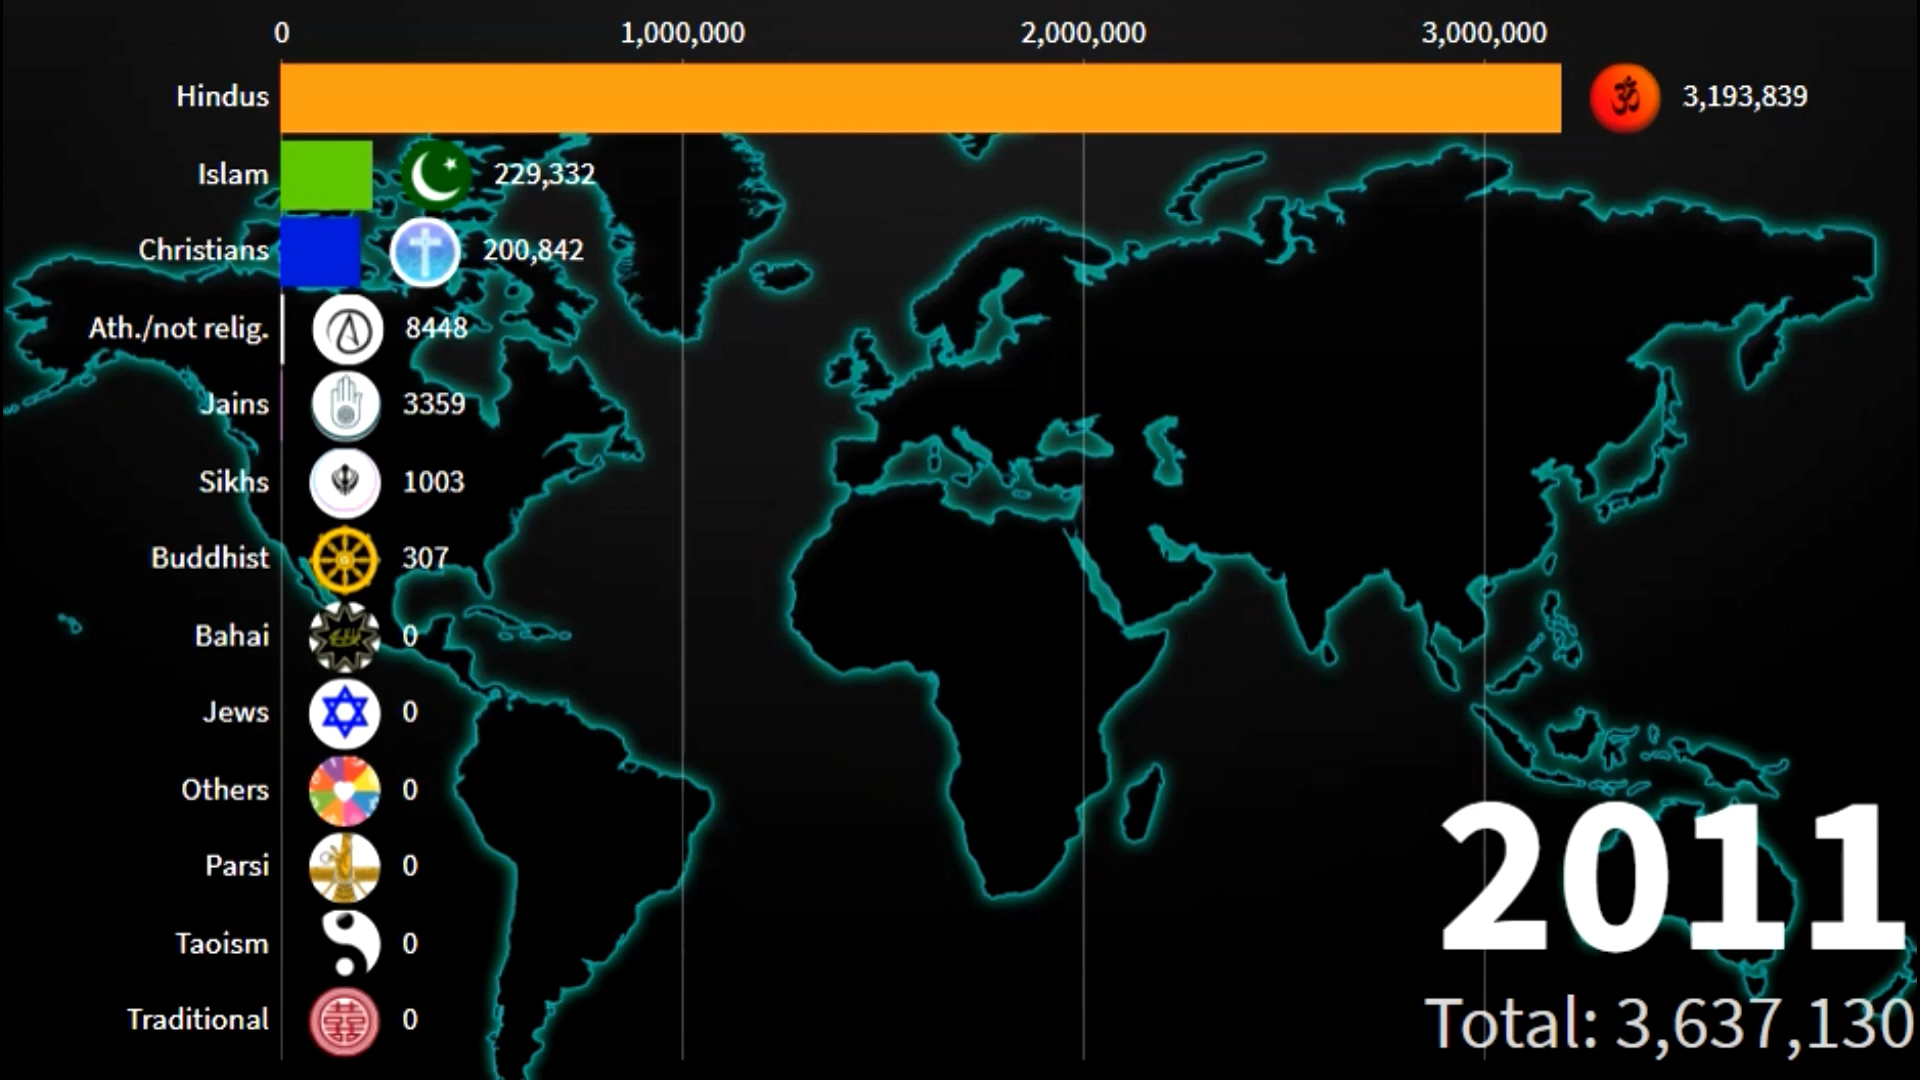 0 1,000,000 2,000,000 3,000,000
Hindus ॐ 3,193,839
Islam 229,332
Christians 200,842
Ath./not relig. 8448
Jains 3359
Sikhs 1003
Buddhist 307
Bahai 0
Jews 0
Others 0
Parsi 0
Taoism 0
Traditional 0
2011
Total: 3,637,130